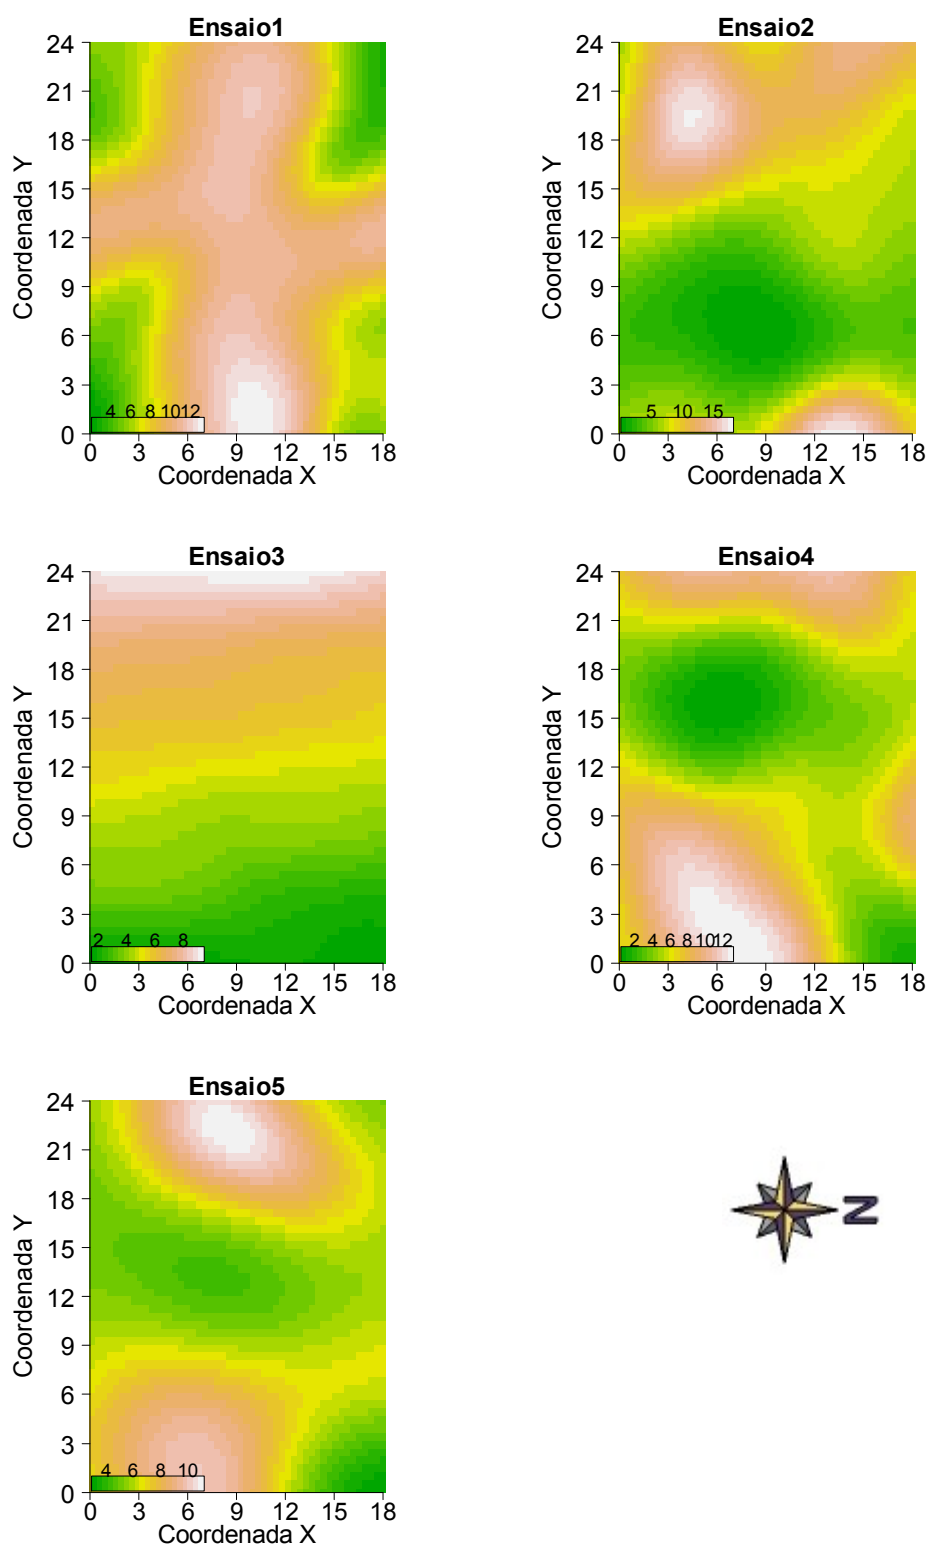 Ensaio1
24
21
18
15
12
9
6
3
0
Coordenada Y
4 6 8 10 12
0 3 6 9 12 15 18
Coordenada X
Ensaio2
24
21
18
15
12
9
6
3
0
Coordenada Y
5 10 15
0 3 6 9 12 15 18
Coordenada X
Ensaio3
24
21
18
15
12
9
6
3
0
Coordenada Y
2 4 6 8
0 3 6 9 12 15 18
Coordenada X
Ensaio4
24
21
18
15
12
9
6
3
0
Coordenada Y
2 4 6 8 10 12
0 3 6 9 12 15 18
Coordenada X
Ensaio5
24
21
18
15
12
9
6
3
0
Coordenada Y
4 6 8 10
0 3 6 9 12 15 18
Coordenada X
N